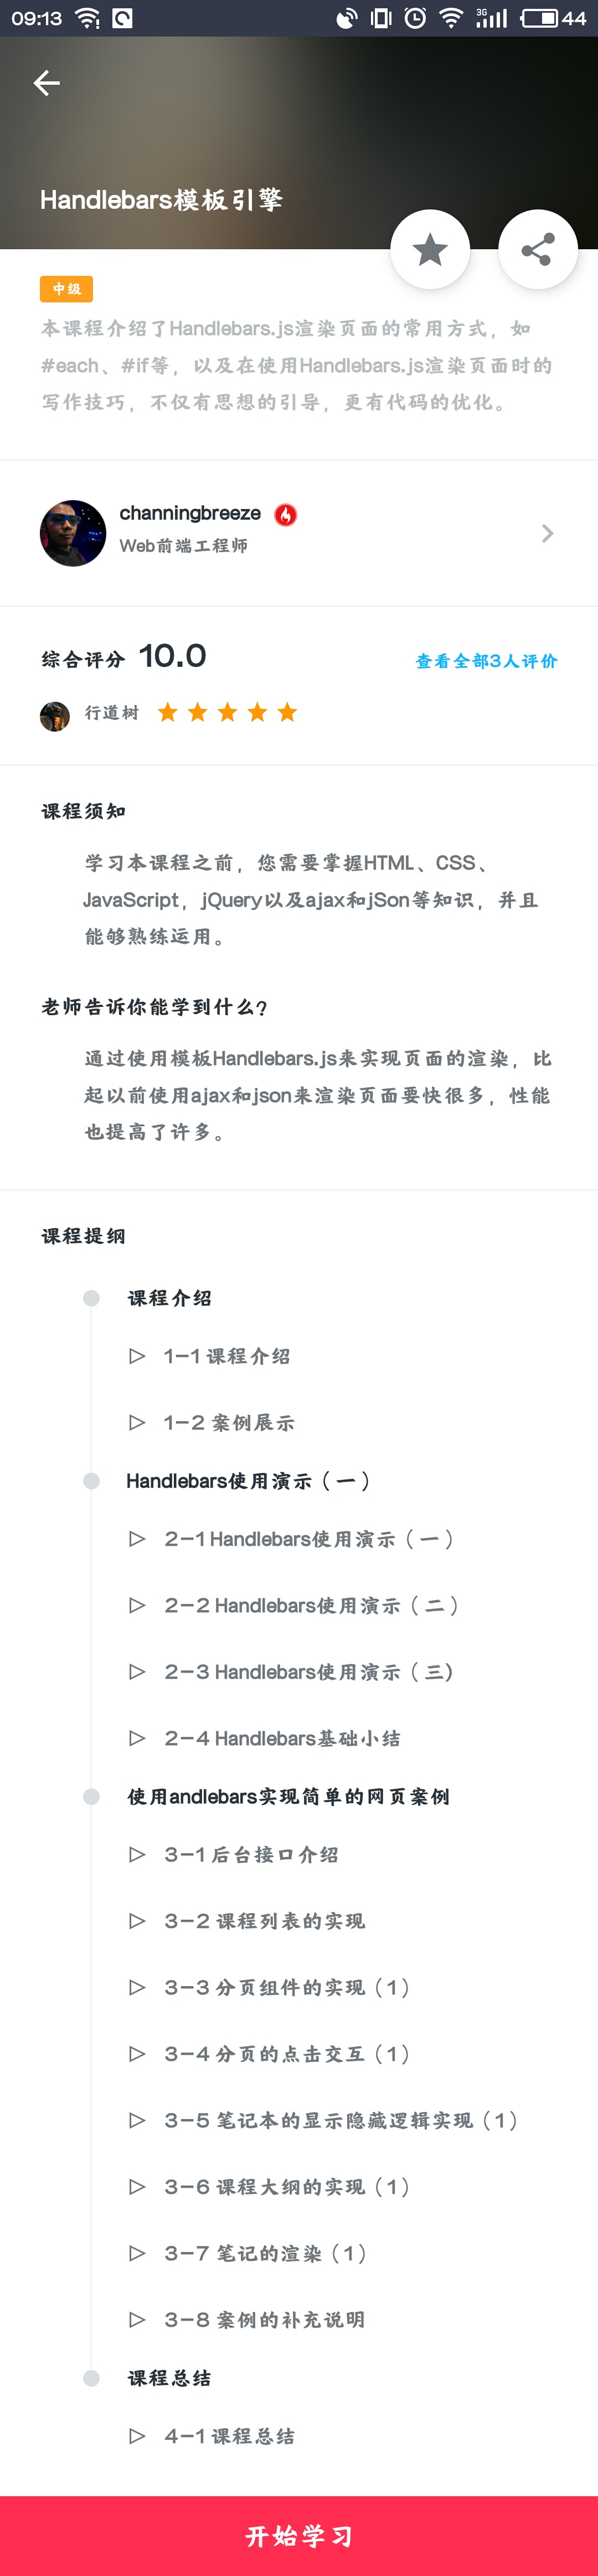 09:13
3G
44
Handlebars模板引擎
中级
本课程介绍了Handlebars.js渲染页面的常用方式，如
#each、#if等，以及在使用Handlebars.js渲染页面时的
写作技巧，不仅有思想的引导，更有代码的优化。
channingbreeze
Web前端工程师
综合评分 10.0
查看全部3人评价
行道树
课程须知
学习本课程之前，您需要掌握HTML、CSS、
JavaScript，jQuery以及ajax和jSon等知识，并且
能够熟练运用。
老师告诉你能学到什么?
通过使用模板Handlebars.js来实现页面的渲染，比
起以前使用ajax和json来渲染页面要快很多，性能
也提高了许多。
课程提纲
课程介绍
1-1 课程介绍
1-2 案例展示
Handlebars使用演示（一）
2-1 Handlebars使用演示（一）
2-2 Handlebars使用演示（二）
2-3 Handlebars使用演示（三)
2-4 Handlebars基础小结
使用andlebars实现简单的网页案例
3-1 后台接口介绍
3-2 课程列表的实现
3-3 分页组件的实现（1）
3-4 分页的点击交互（1）
3-5 笔记本的显示隐藏逻辑实现（1）
3-6 课程大纲的实现（1）
3-7 笔记的渲染（1）
3-8 案例的补充说明
课程总结
4-1 课程总结
开始学习